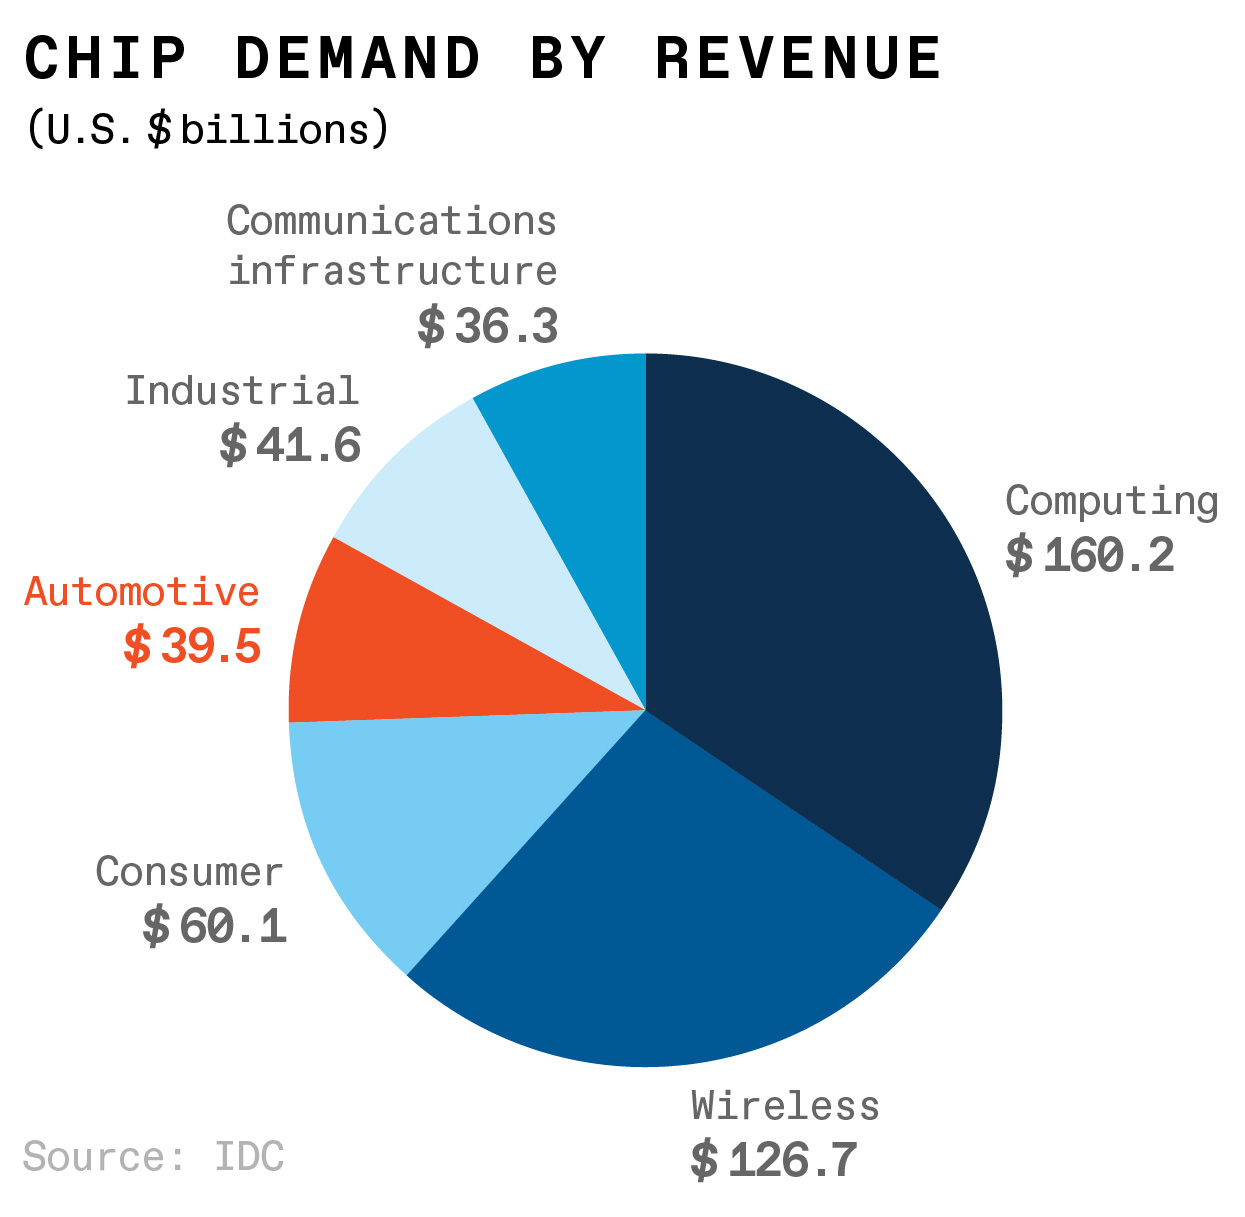 CHIP DEMAND BY REVENUE
(U.S. $ billions)
Communications
infrastructure
$36.3
Industrial
$41.6
Computing
$160.2
Automotive
$39.5
Consumer
$60.1
Wireless
$126.7
Source: IDC